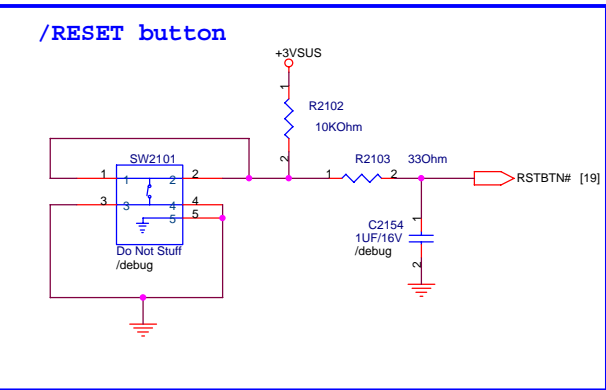 /RESET button
+3VSUS
1
R2102
10KOhm
2
SW2101
R2103 33Ohm
1 1 2 2
1 2
RSTBTN# [19]
3 3 4 4
5 5
C2154
1
1UF/16V
/debug
2
Do Not Stuff
/debug